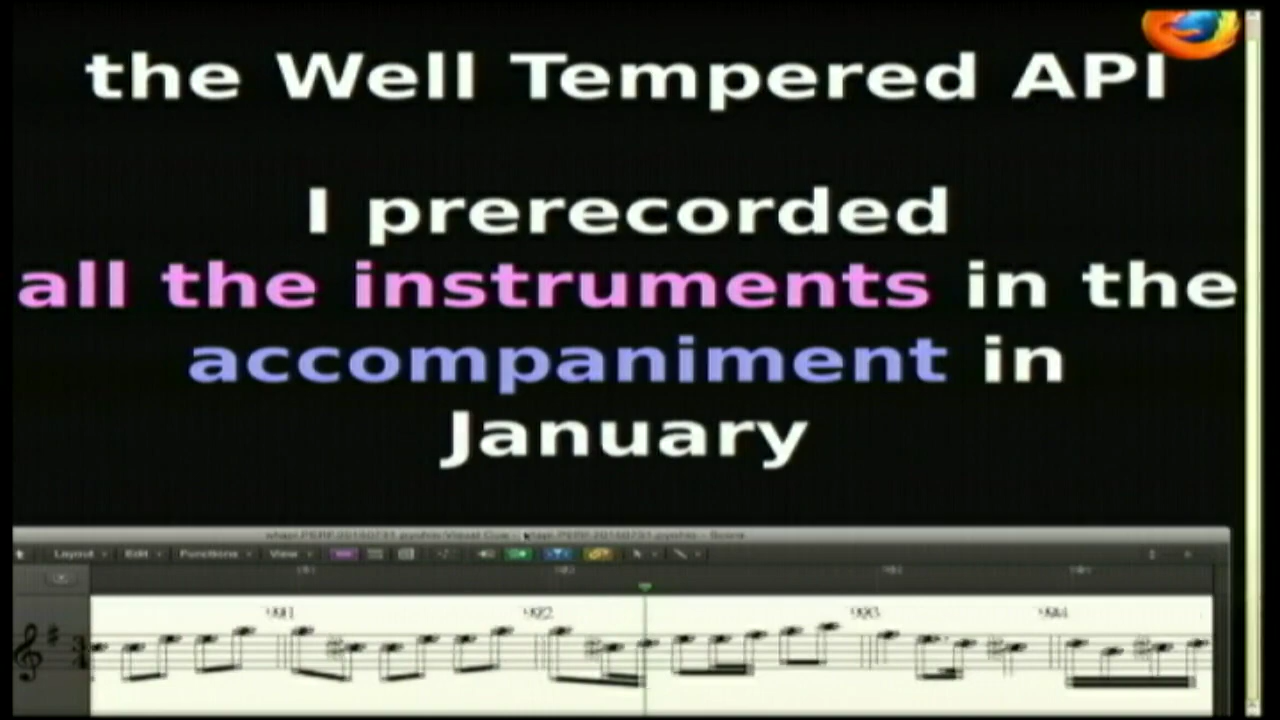 the Well Tempered API
I prerecorded
all the instruments in the
accompaniment in
January
Layout Edit Functions View